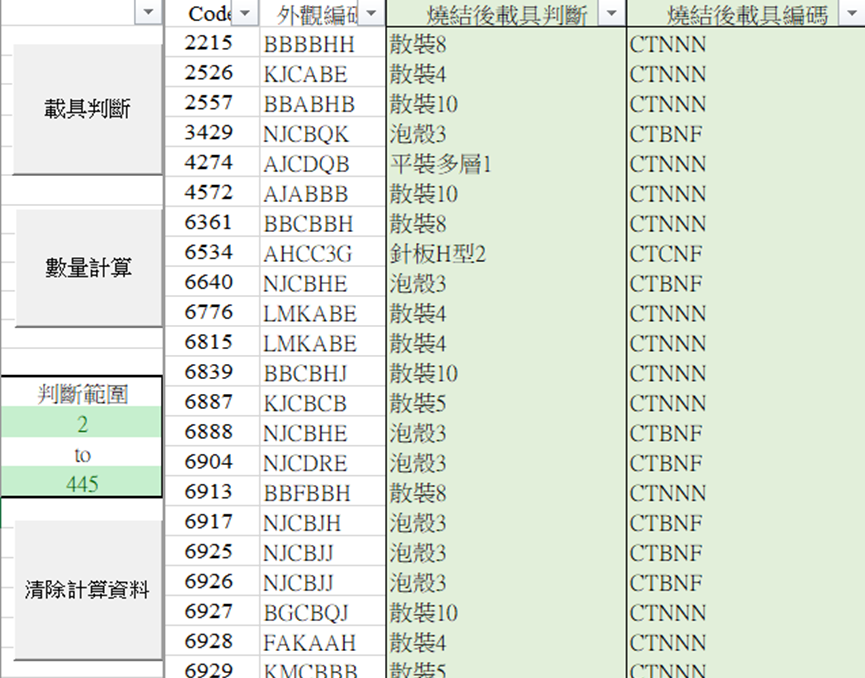 Code 外觀編碼 燒結後載具判斷 燒結後載具編碼
2215 BBBBHH 散裝8 CTNNN
2526 KJCABE 散裝4 CTNNN
2557 BBABHB 散裝10 CTNNN
3429 NJCBQK 泡殼3 CTBNF
4274 AJCDQB 平裝多層1 CTNNN
4572 AJABBB 散裝10 CTNNN
6361 BBCBBH 散裝8 CTNNN
6534 AHCC3G 針板H型2 CTCNF
6640 NJCBHE 泡殼3 CTBNF
6776 LMKABE 散裝4 CTNNN
6815 LMKABE 散裝4 CTNNN
6839 BBCBHJ 散裝10 CTNNN
6887 KJCBCB 散裝5 CTNNN
6888 NJCBHE 泡殼3 CTBNF
6904 NJCDRE 泡殼3 CTBNF
6913 BBFBBH 散裝8 CTNNN
6917 NJCBJH 泡殼3 CTBNF
6925 NJCBJJ 泡殼3 CTBNF
6926 NJCBJJ 泡殼3 CTBNF
6927 BGCBQJ 散裝10 CTNNN
6928 FAKAAH 散裝4 CTNNN
6929 KMCBBB 散裝5 CTNNN
載具判斷
數量計算
判斷範圍
2
to
445
清除計算資料